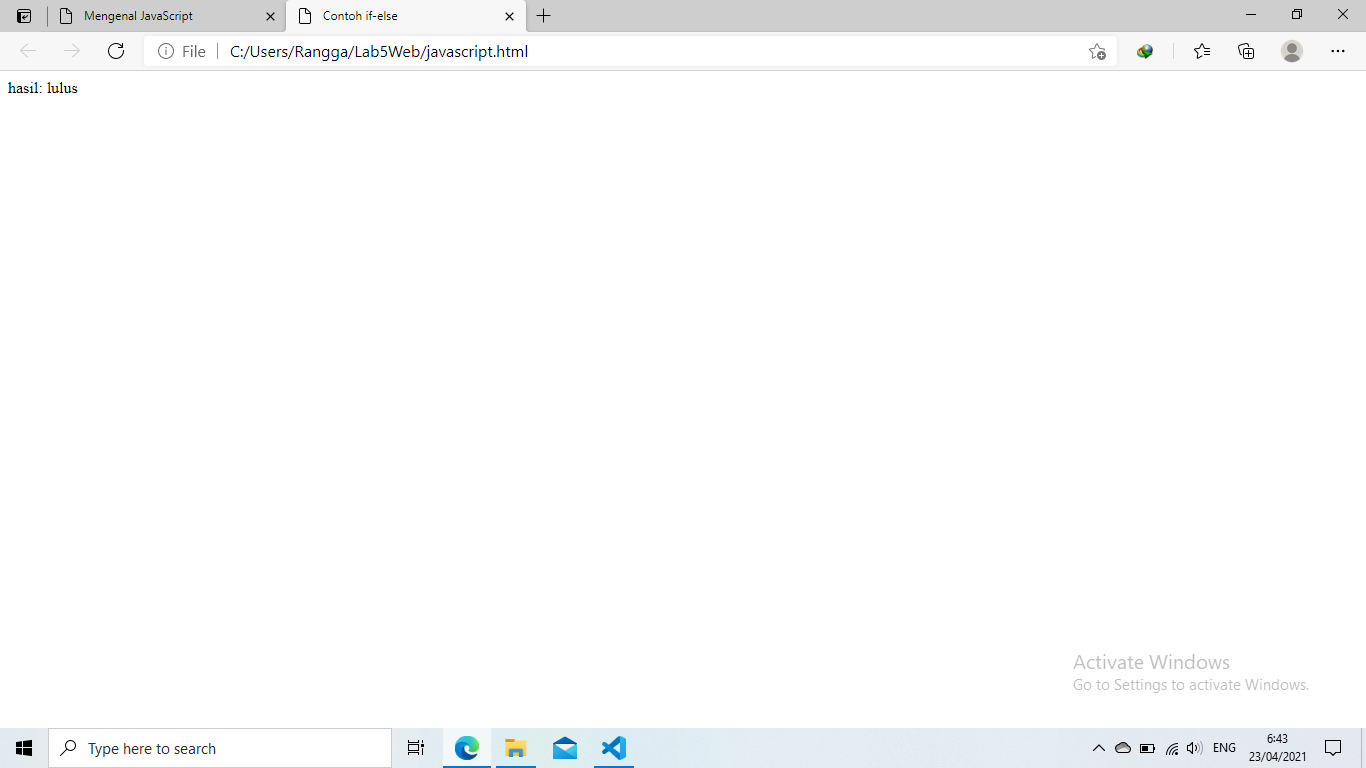 Mengenal JavaScript
Contoh if-else
File
C:/Users/Rangga/Lab5Web/javascript.html
hasil: lulus
Activate Windows
Go to Settings to activate Windows.
Type here to search
ENG
6:43
23/04/2021